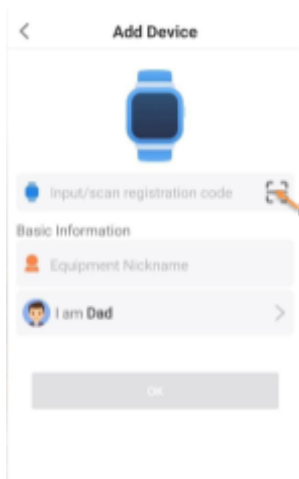 Add Device
Input/scan registration code
Basic Information
Equipment Nickname
I am Dad
OK